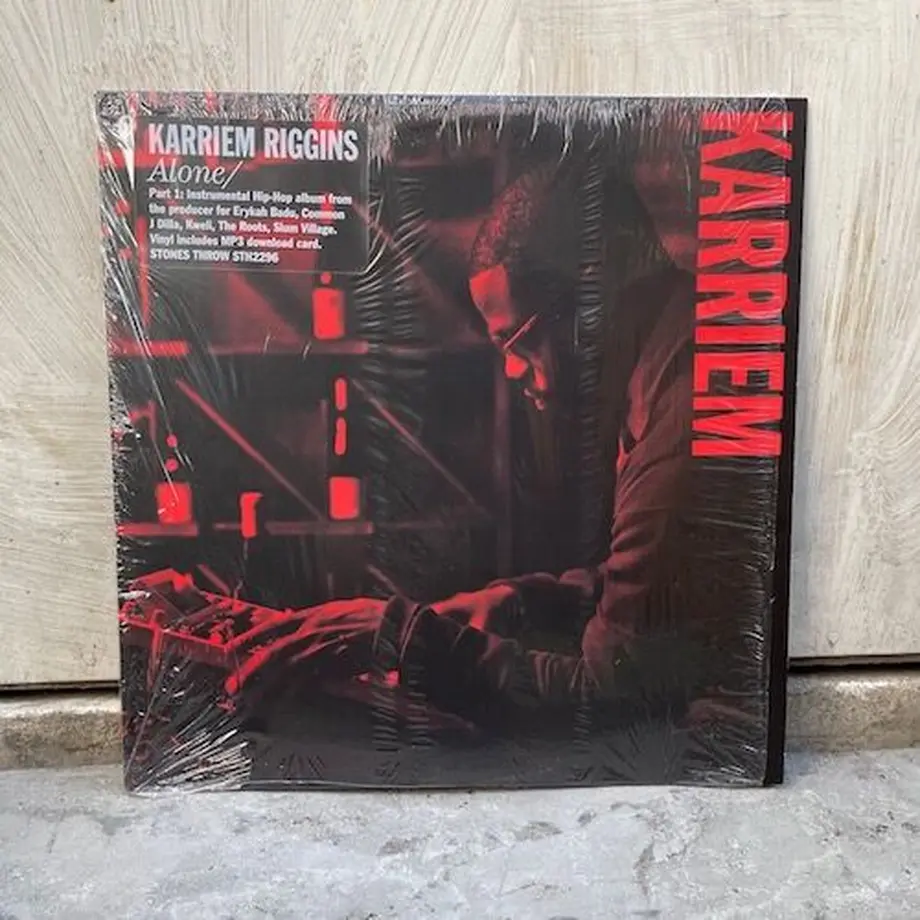 KARRIEM RIGGINS
Alone/
Part 1: Instrumental Hip-Hop album from
the producer for Erykah Badu, Common
J Dilla, Kweli, The Roots, Slum Village.
Vinyl includes MP3 download card.
STONES THROW STH2296
KARRIEM